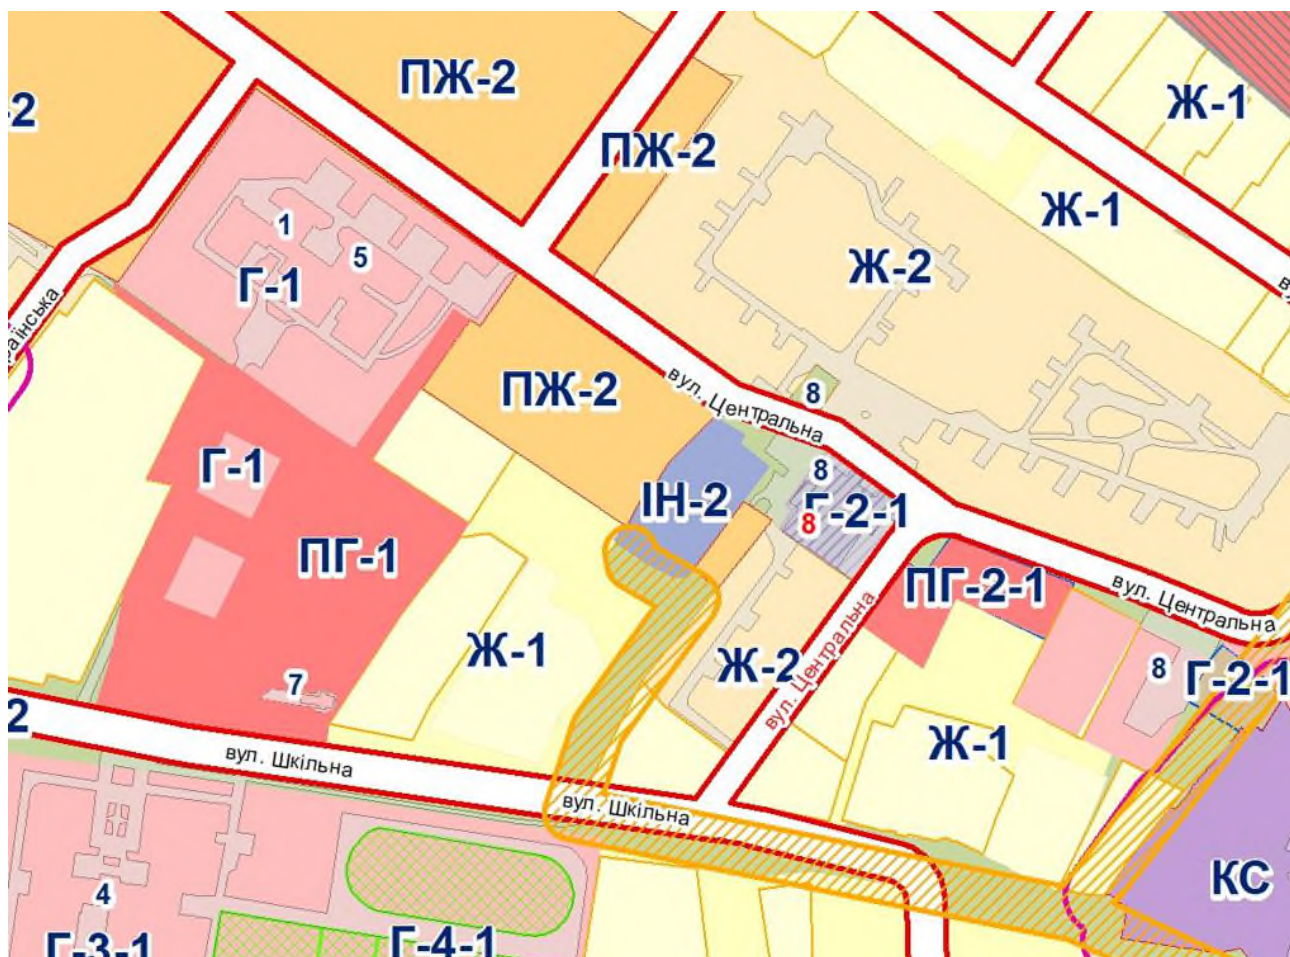 ПЖ-2
-2
Ж-1
ПЖ-2
Ж-1
1
5
Г-1
Ж-2
ПЖ-2
вул. Центральна
8
8
Г-1
ІН-2
Г-2-1
8
ПГ-1
ПГ-2-1
вул. Центральна
вул. Центральна
Ж-1
Ж-2
8
Г-2-1
7
2
Ж-1
вул. Шкільна
вул. Шкільна
КС
4
Г-3-1
Г-4-1